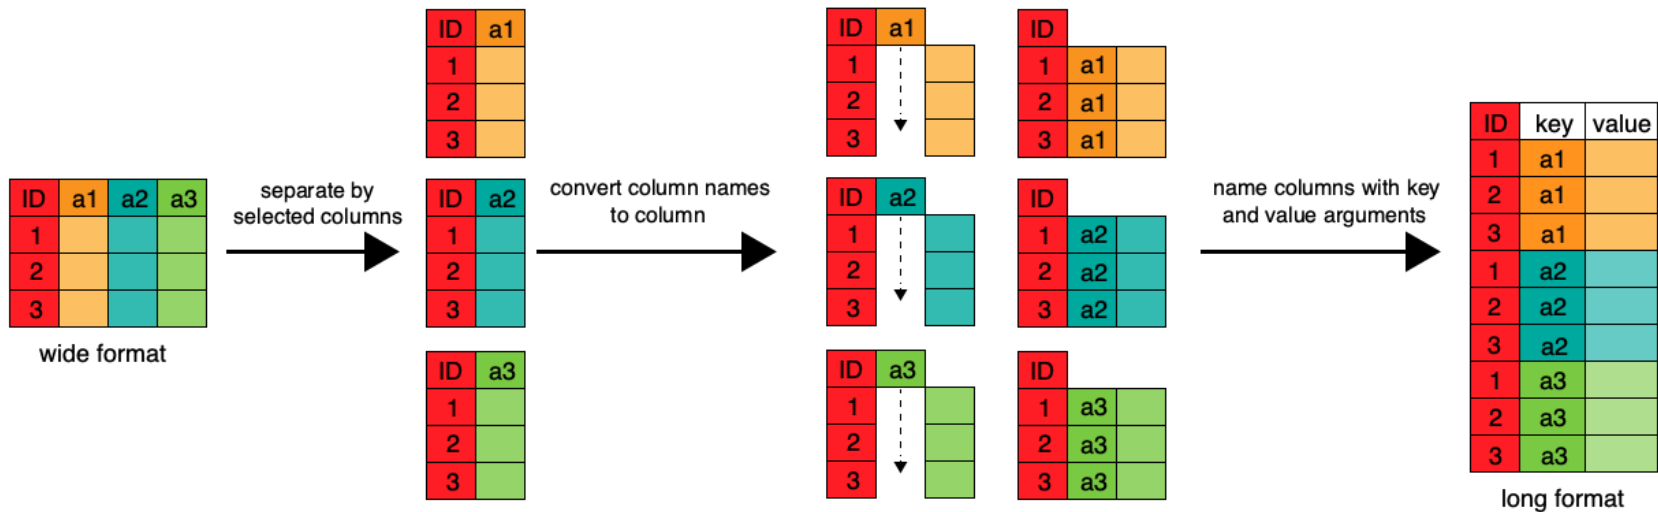 ID a1 a2 a3
1
2
3
wide format
separate by
selected columns
ID a1
1
2
3
ID a2
1
2
3
ID a3
1
2
3
convert column names
to column
ID a1
1
2
3
ID a2
1
2
3
ID a3
1
2
3
ID
1 a1
2 a1
3 a1
ID
1 a2
2 a2
3 a2
ID
1 a3
2 a3
3 a3
name columns with key
and value arguments
ID key value
1 a1
2 a1
3 a1
1 a2
2 a2
3 a2
1 a3
2 a3
3 a3
long format